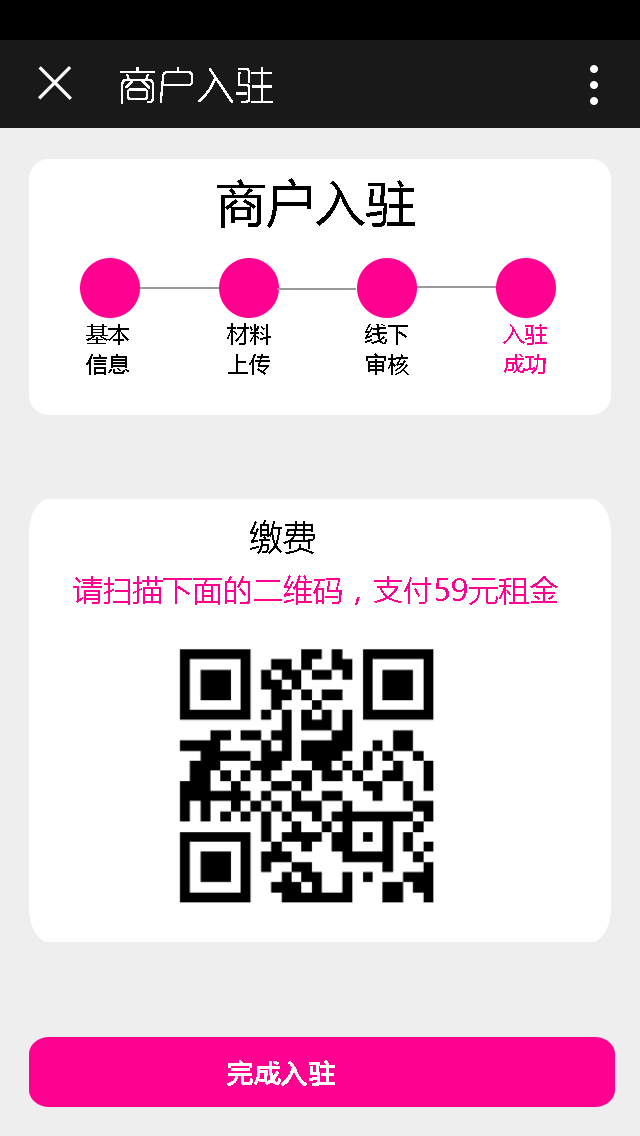 商户入驻
商户入驻
基本 材料 线下 入驻
信息 上传 审核 成功
缴费
请扫描下面的二维码，支付59元租金
完成入驻